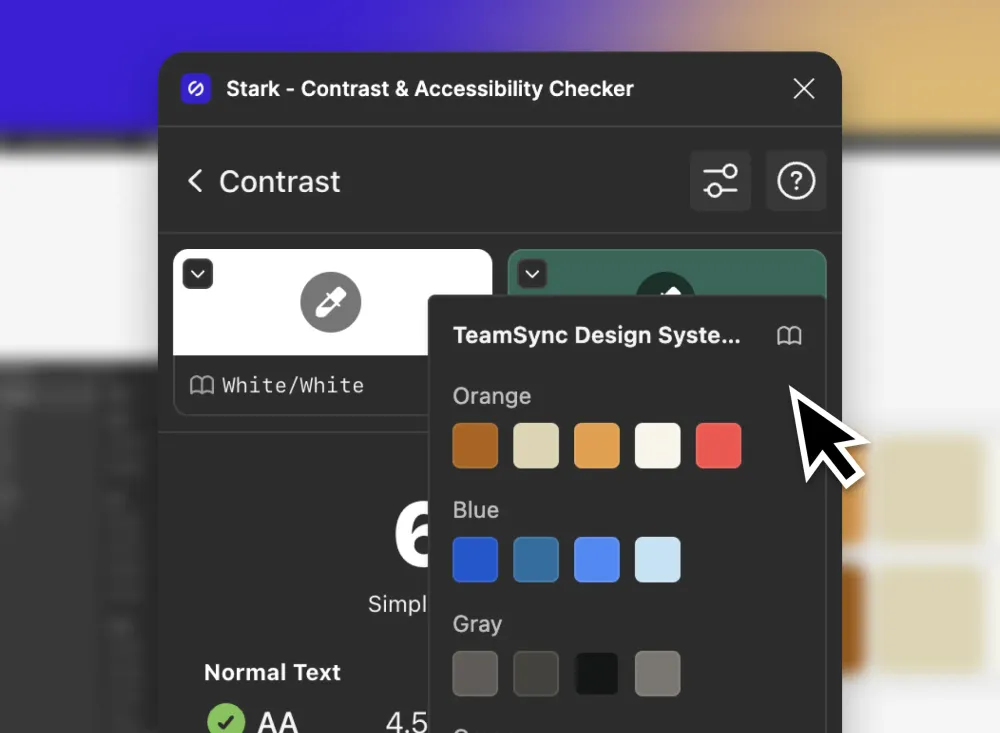 Stark - Contrast & Accessibility Checker
Contrast
TeamSync Design Syste...
White/White
Orange
Blue
6
Simpl
Gray
Normal Text
AA 4.5